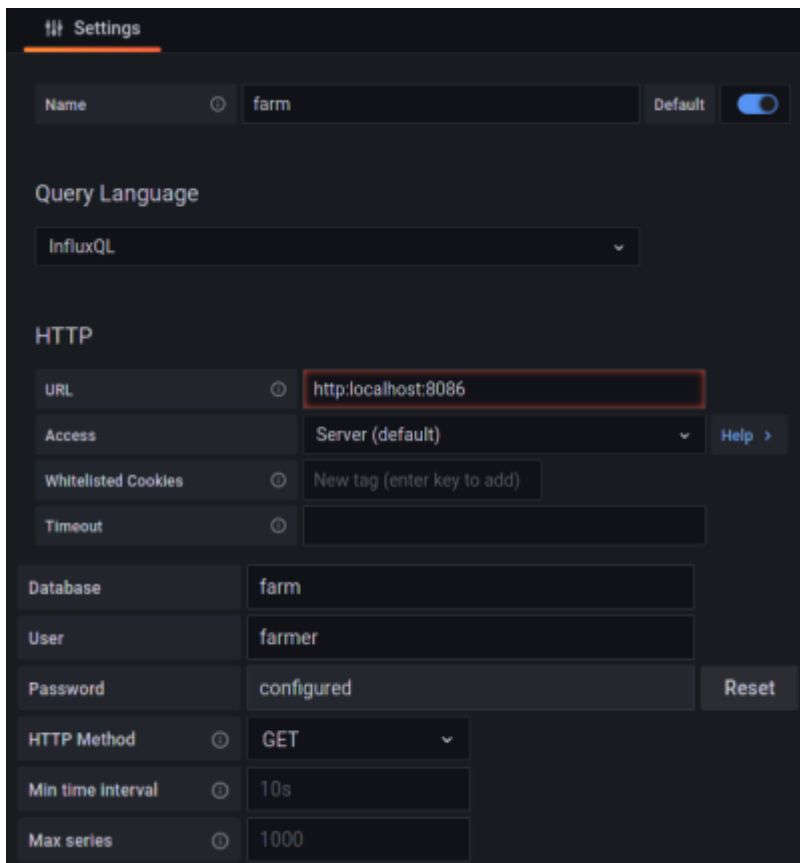 Settings
Name farm Default
Query Language
InfluxQL
HTTP
URL http:localhost:8086
Access Server (default) Help >
Whitelisted Cookies New tag (enter key to add)
Timeout
Database farm
User farmer
Password configured Reset
HTTP Method GET
Min time interval 10s
Max series 1000